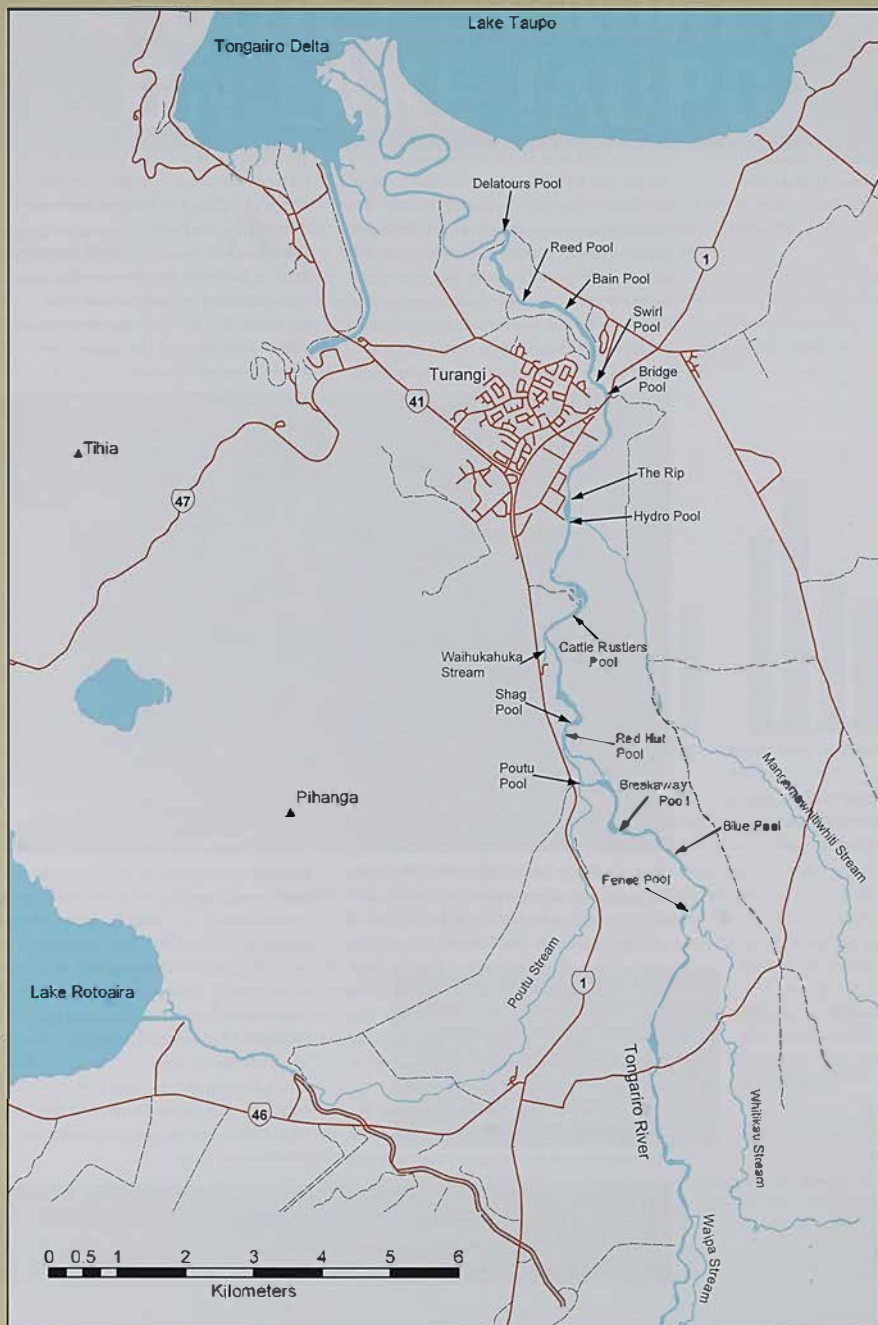 Lake Taupo
Tongariro Delta
Delatours Pool
Reed Pool
Bain Pool
1
Swirl
Pool
Bridge
Pool
Turangi
41
Tihia
47
The Rip
Hydro Pool
Cattle Rustlers
Pool
Waihukahuka
Stream
Shag
Pool
Red Hut
Pool
Poutu
Pool
Breakaway
Pool
Mangamawhitiwhiti Stream
Pihanga
Blue Pool
Fence Pool
Poutu Stream
Lake Rotoaira
1
46
Tongariro River
Whitikau Stream
Waipa Stream
0 0.5 1 2 3 4 5 6
Kilometers